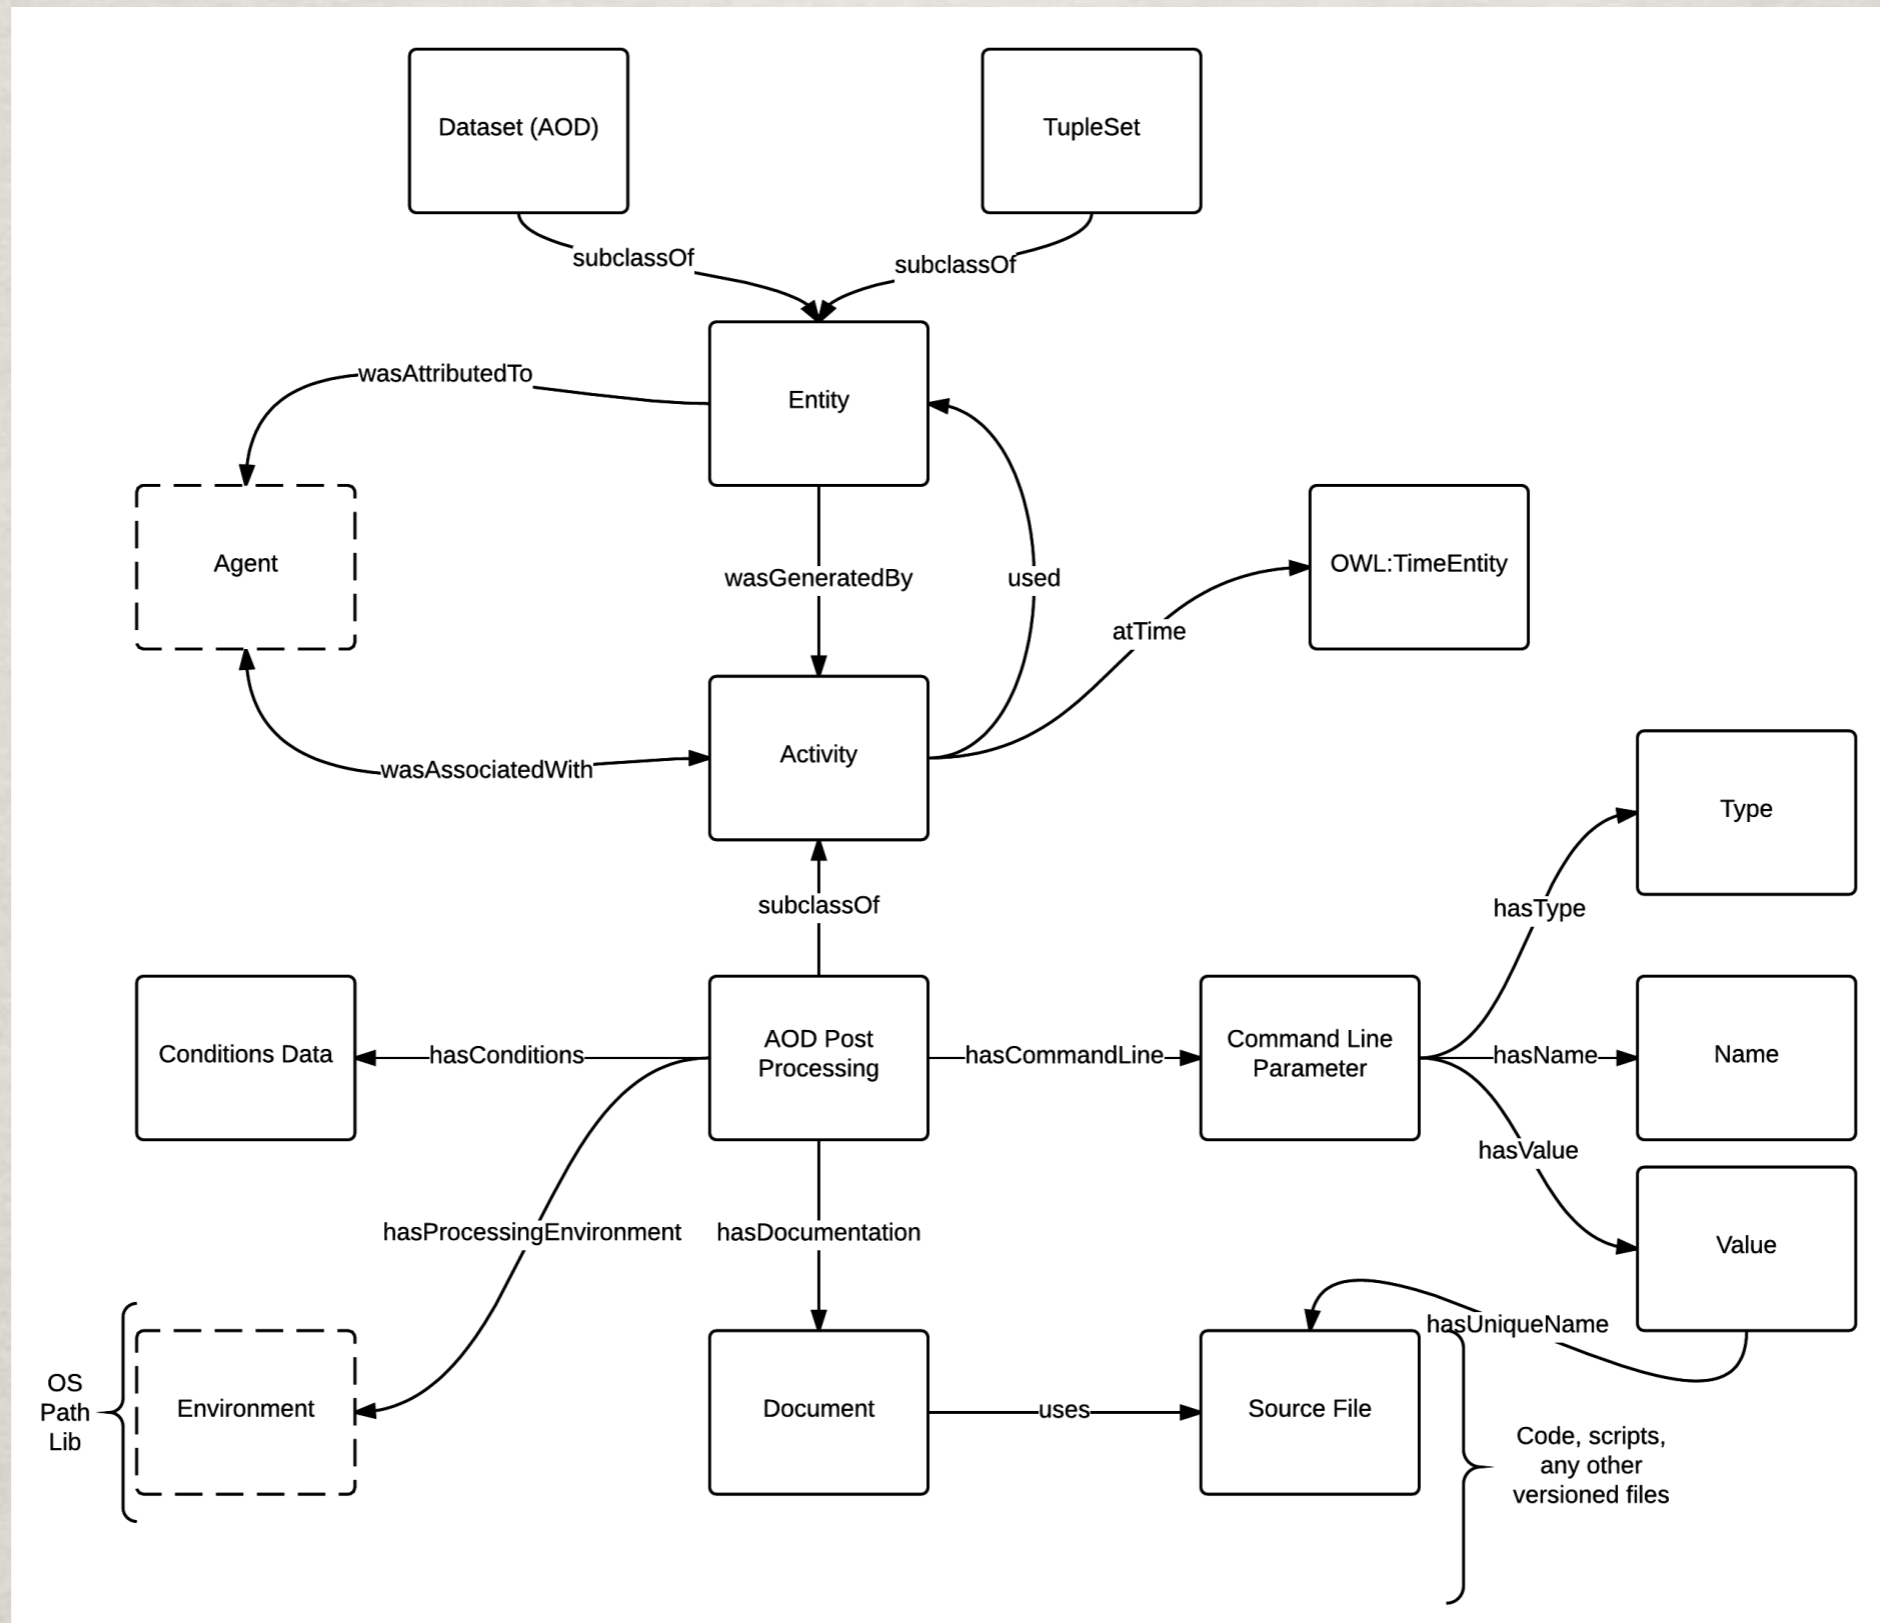 Dataset (AOD)
TupleSet
subclassOf
subclassOf
wasAttributedTo
Entity
Agent
wasGeneratedBy
used
OWL:TimeEntity
atTime
wasAssociatedWith
Activity
Type
subclassOf
hasType
Conditions Data
hasConditions
AOD Post
Processing
hasCommandLine
Command Line
Parameter
hasName
Name
hasValue
hasProcessingEnvironment
hasDocumentation
Value
hasUniqueName
OS
Path
Lib
Environment
Document
uses
Source File
Code, scripts,
any other
versioned files